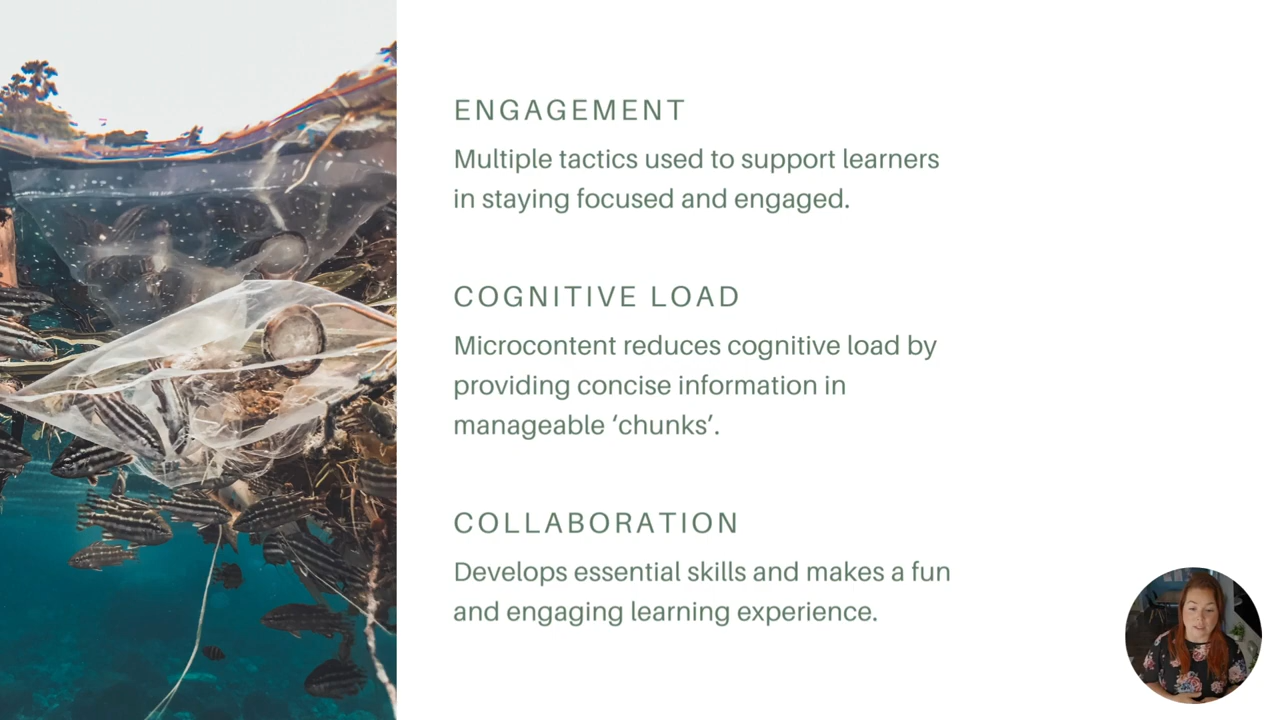 ENGAGEMENT
Multiple tactics used to support learners
in staying focused and engaged.
COGNITIVE LOAD
Microcontent reduces cognitive load by
providing concise information in
manageable ‘chunks’.
COLLABORATION
Develops essential skills and makes a fun
and engaging learning experience.